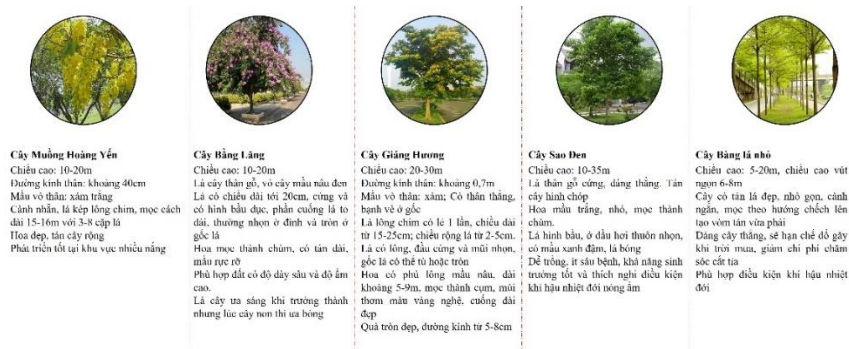 Cây Muồng Hoàng Yến
Chiều cao: 10-20m
Đường kính thân: khoảng 40cm
Mẫu vỏ thân: xám trắng
Cành nhẵn, lá kép lông chim, mọc cách
dài 15-16m với 3-8 cặp lá
Hoa đẹp, tán cây rộng
Phát triển tốt tại khu vực nhiều nắng
Cây Bằng Lăng
Chiều cao: 10-20m
Là cây thân gỗ, vỏ cây mầu nâu đen
Lá có chiều dài tới 20cm, cứng và
có hình bầu dục, phần cuống lá to
dài, thường nhọn ở đỉnh và tròn ở
gốc lá
Hoa mọc thành chùm, có tán dài,
mầu rực rỡ
Phù hợp đất có độ dày sâu và độ ẩm
cao.
Là cây ưa sáng khi trưởng thành
nhưng lúc cây non thì ưa bóng
Cây Giáng Hương
Chiều cao: 20-30m
Đường kính thân: khoảng 0,7m
Mẫu vỏ thân: xám; Có thân thẳng,
bạnh vè ở gốc
Lá lông chim có lẻ 1 lần, chiều dài
từ 15-25cm; chiều rộng lá từ 2-5cm.
Lá có lông, đầu cứng và mũi nhọn,
gốc lá có thể tù hoặc tròn
Hoa có phủ lông mầu nâu, dài
khoảng 5-9m, mọc thành cụm, mùi
thơm màu vàng nghệ, cuống dài
đẹp
Quả tròn dẹp, đường kính từ 5-8cm
Cây Sao Đen
Chiều cao: 10-35m
Là thân gỗ cứng, dáng thẳng. Tán
cây hình chóp
Hoa mầu trắng, nhỏ, mọc thành
chùm.
Lá hình bầu, ở đầu hơi thuôn nhọn,
có mầu xanh đậm, lá bóng
Dễ trồng, ít sâu bệnh, khả năng sinh
trưởng tốt và thích nghi điều kiện
khí hậu nhiệt đới nóng ẩm
Cây Bàng lá nhỏ
Chiều cao: 5-20m, chiều cao vút
ngọn 6-8m
Cây có tán lá đẹp, nhỏ gọn, cành
ngắn, mọc theo hướng chếch lên
tạo vòm tán vừa phải
Dáng cây thẳng, sẽ hạn chế đổ gẫy
khi trời mưa, giảm chi phí chăm
sóc cắt tỉa
Phù hợp điều kiện khí hậu nhiệt
đới